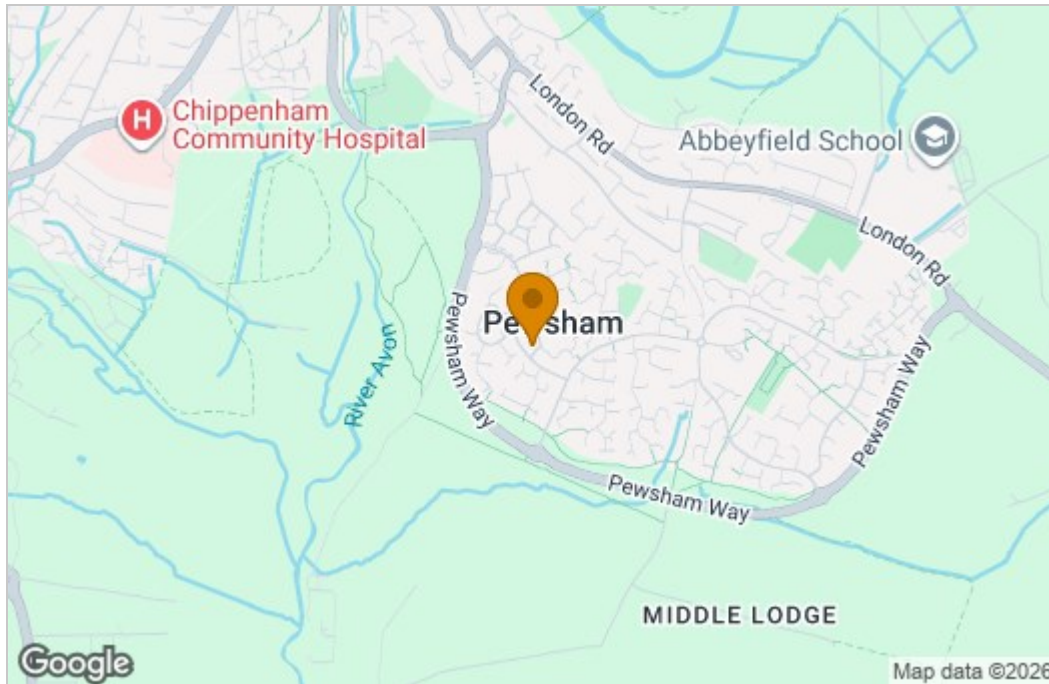 London Rd
Chippenham
Community Hospital
Abbeyfield School
London Rd
Pewsham
Pewsham Way
River Avon
Pewsham Way
Pewsham Way
MIDDLE LODGE
Google
Map data ©2026